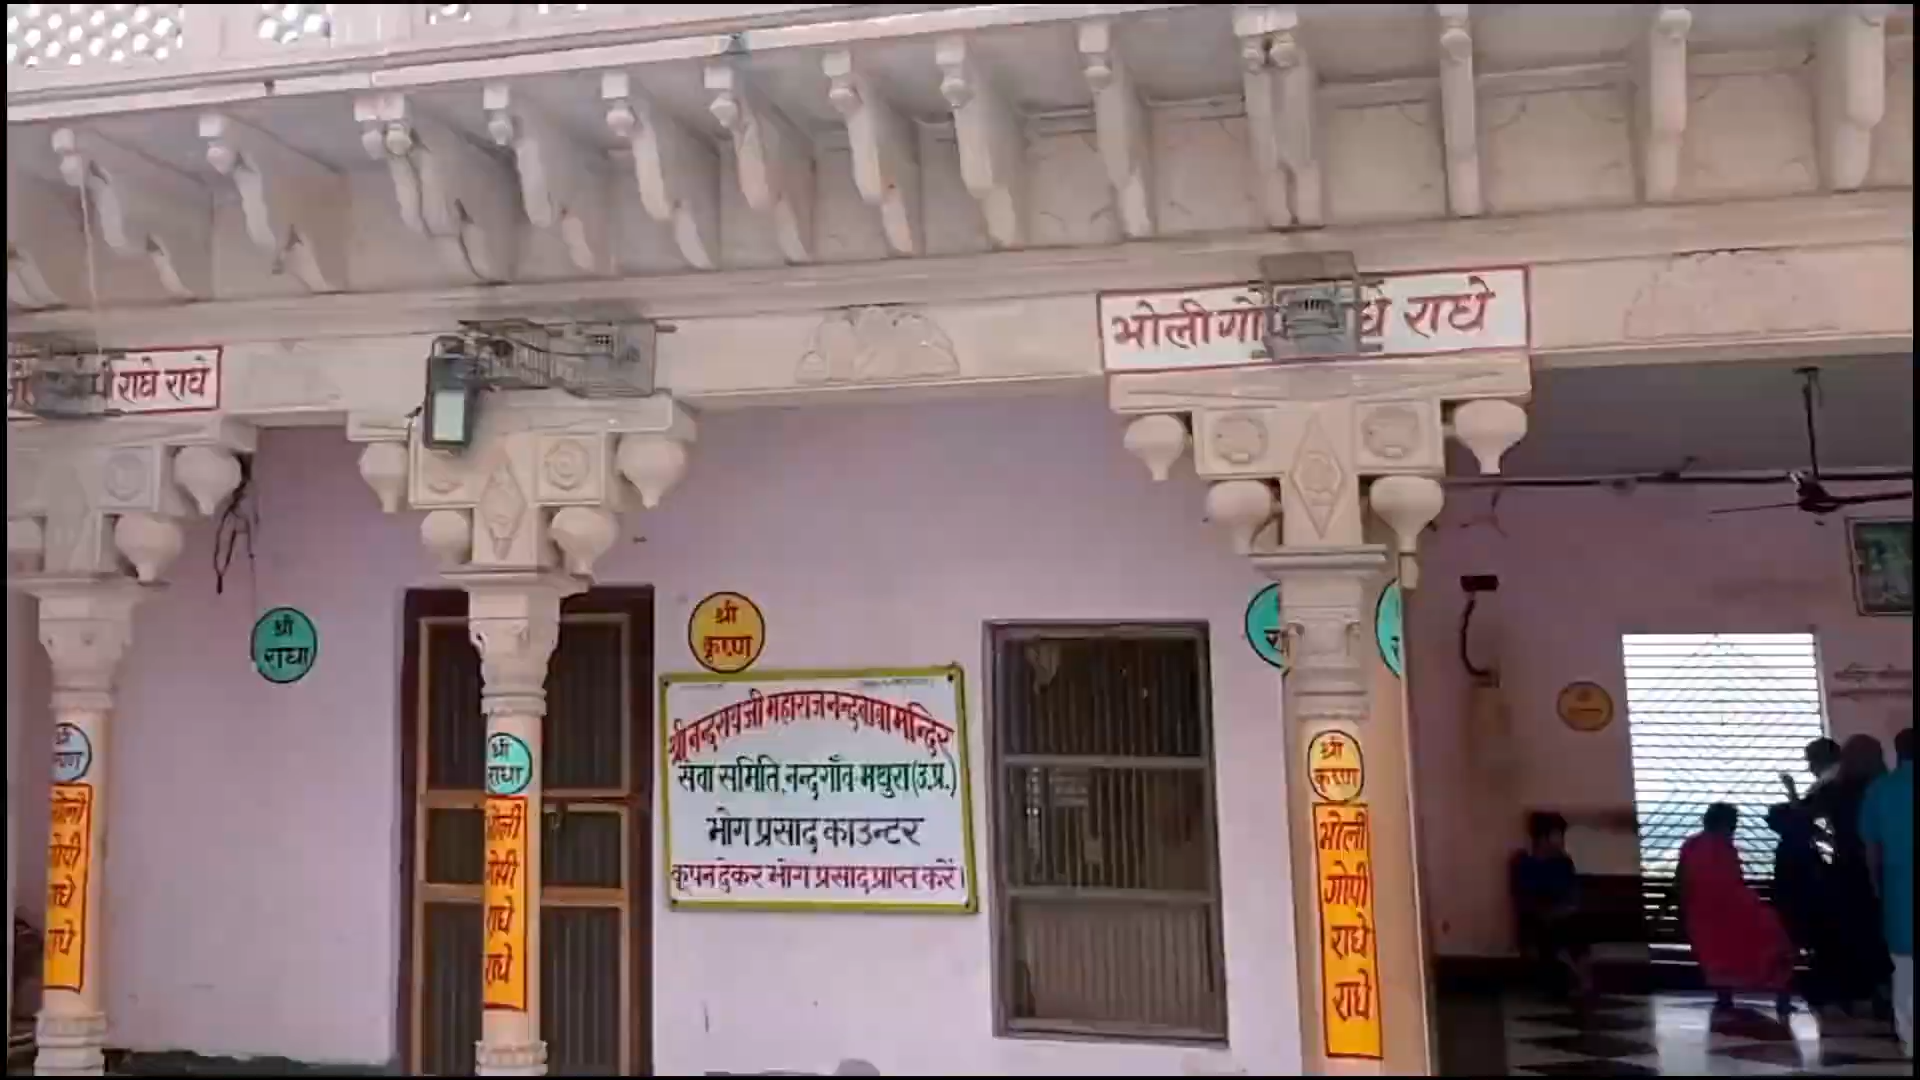 राधे राधे
भोली गोपी राधे राधे
श्री
राधा
श्री
कृष्ण
श्री नन्दरायजी महाराज नन्दबाबा मन्दिर
सेवा समिति, नन्दगाँव-मथुरा (उ.प्र.)
भोग प्रसाद काउन्टर
कूपन देकर भोग प्रसाद प्राप्त करें।
श्री
राधा
भोली
गोपी
राधे
राधे
श्री
कृष्ण
भोली
गोपी
राधे
राधे
श्री
कृष्ण
भोली
गोपी
राधे
राधे